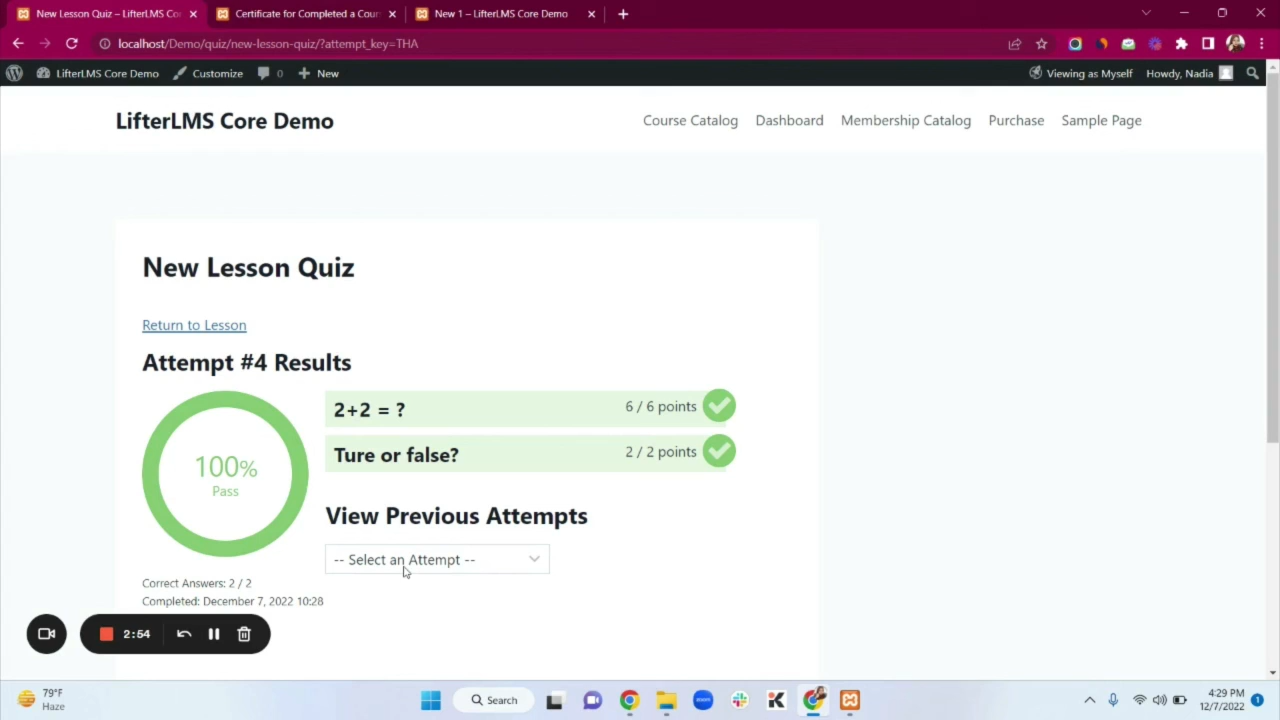 New Lesson Quiz – LifterLMS Co
Certificate for Completed a Cour
New 1 – LifterLMS Core Demo
localhost/Demo/quiz/new-lesson-quiz/?attempt_key=THA
LifterLMS Core Demo
Customize
0
New
Viewing as Myself
Howdy, Nadia
LifterLMS Core Demo
Course Catalog
Dashboard
Membership Catalog
Purchase
Sample Page
New Lesson Quiz
Return to Lesson
Attempt #4 Results
100%
Pass
2+2 = ?
6 / 6 points
Ture or false?
2 / 2 points
View Previous Attempts
-- Select an Attempt --
Correct Answers: 2 / 2
Completed: December 7, 2022 10:28
2:54
79°F
Haze
Search
zoom
K
4:29 PM
12/7/2022
1